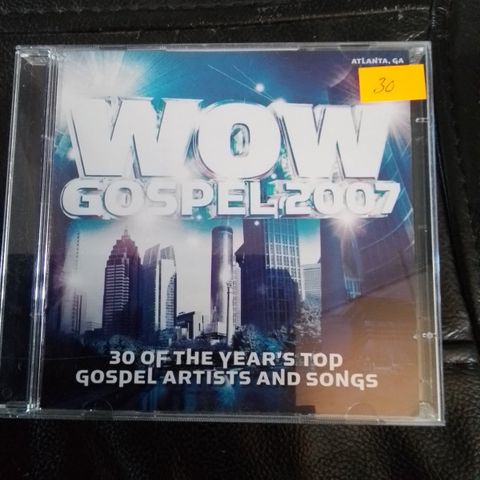 ATLANTA, GA
30
WOW
GOSPEL 2007
30 OF THE YEAR'S TOP
GOSPEL ARTISTS AND SONGS